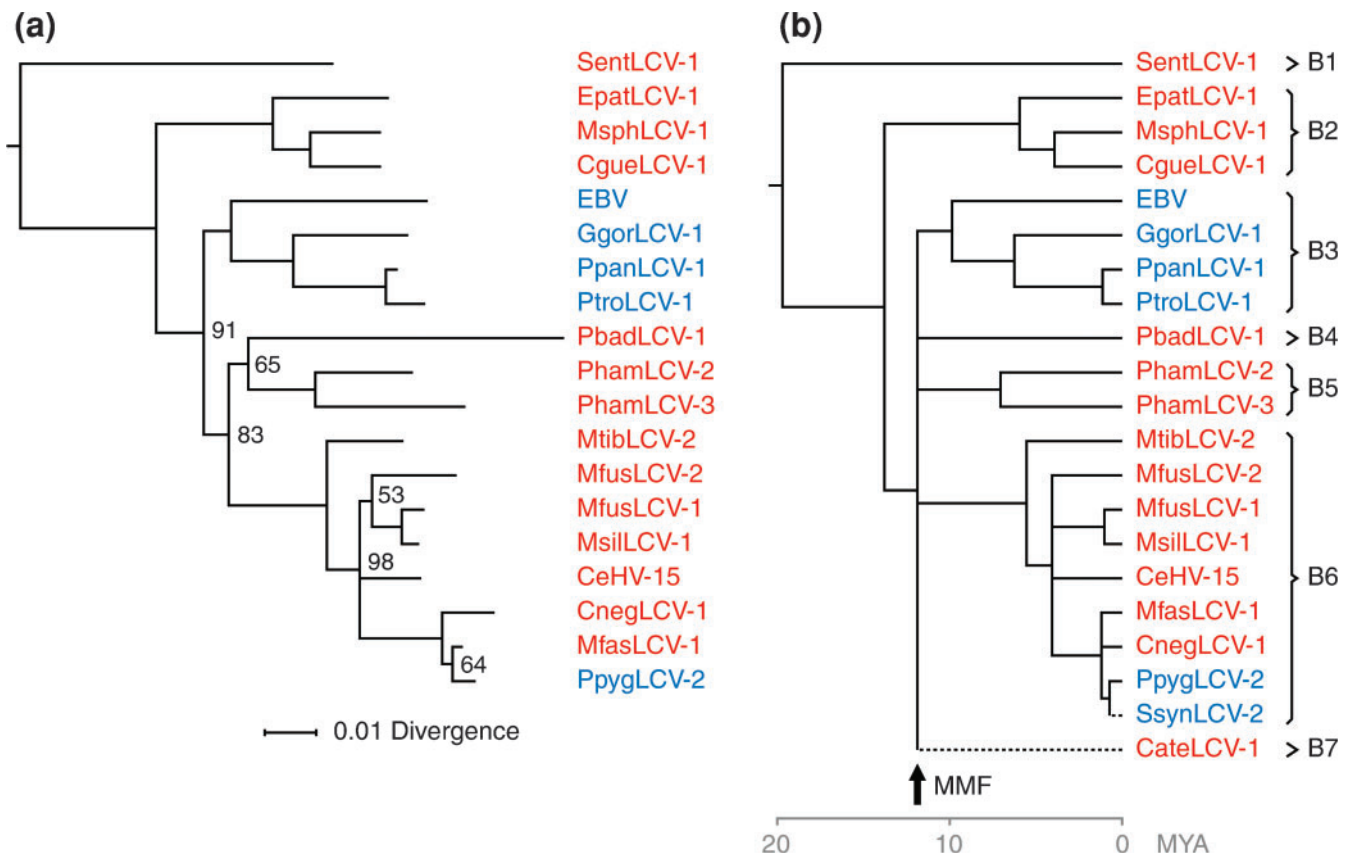 (a)
SentLCV-1
EpatLCV-1
MsphLCV-1
CgueLCV-1
EBV
GgorLCV-1
PpanLCV-1
PtroLCV-1
91
PbadLCV-1
65
PhamLCV-2
PhamLCV-3
83
MtibLCV-2
MfusLCV-2
53
MfusLCV-1
MsilLCV-1
98
CeHV-15
CnegLCV-1
MfasLCV-1
64
PpygLCV-2
0.01 Divergence
(b)
SentLCV-1 > B1
EpatLCV-1
MsphLCV-1 B2
CgueLCV-1
EBV
GgorLCV-1
B3
PpanLCV-1
PtroLCV-1
PbadLCV-1 > B4
PhamLCV-2
B5
PhamLCV-3
MtibLCV-2
MfusLCV-2
MfusLCV-1
MsilLCV-1
CeHV-15 B6
MfasLCV-1
CnegLCV-1
PpygLCV-2
SsynLCV-2
CateLCV-1 > B7
MMF
20 10 0 MYA